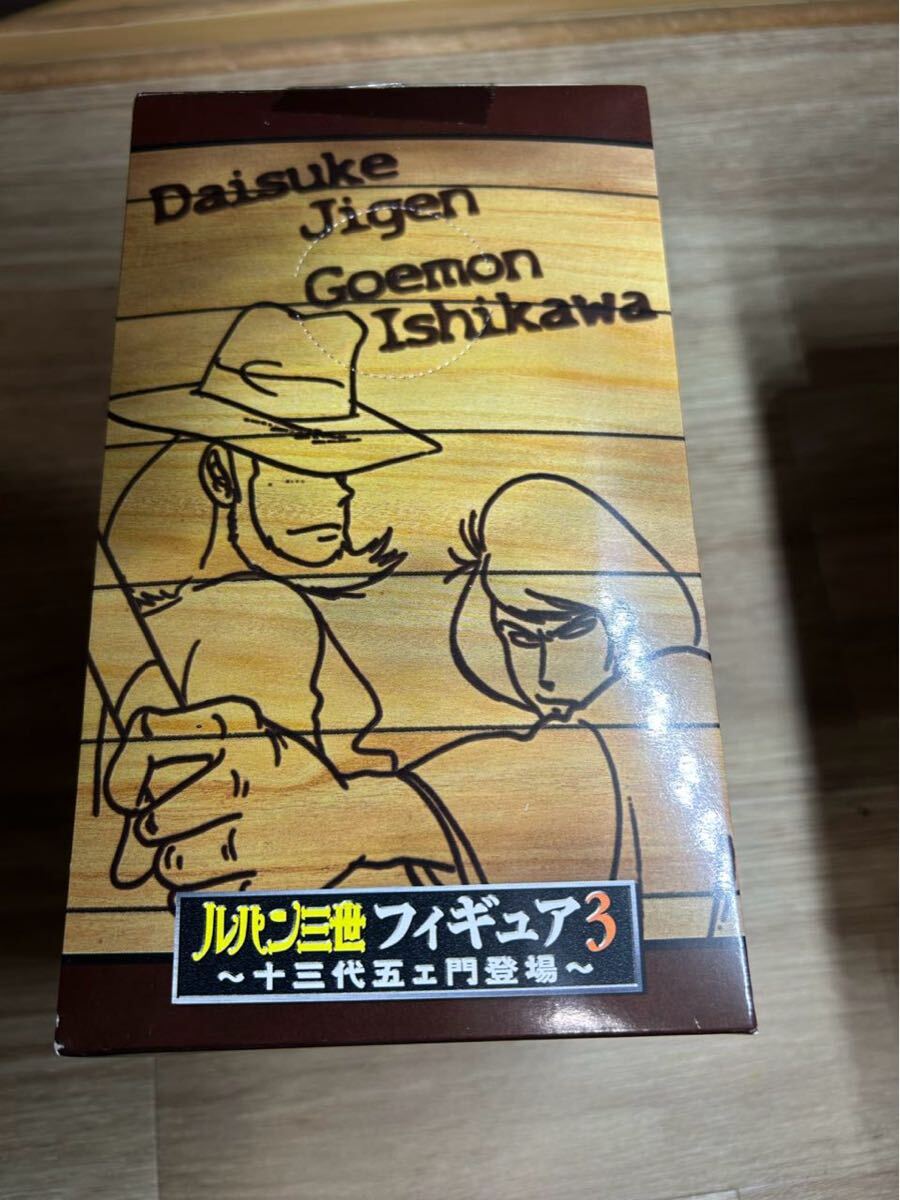 Daisuke
Jigen
Goemon
Ishikawa
ルパン三世フィギュア3
～十三代五ェ門登場～